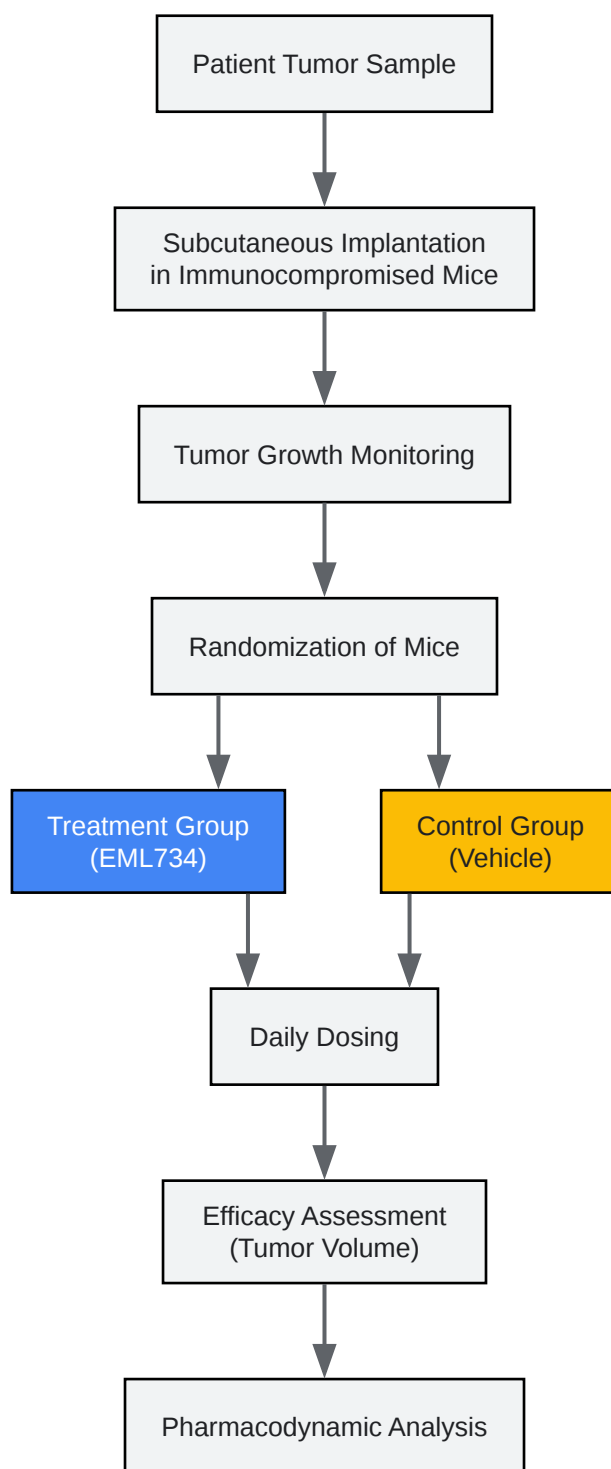 Patient Tumor Sample
Subcutaneous Implantation
in Immunocompromised Mice
Tumor Growth Monitoring
Randomization of Mice
Treatment Group
(EML734)
Control Group
(Vehicle)
Daily Dosing
Efficacy Assessment
(Tumor Volume)
Pharmacodynamic Analysis